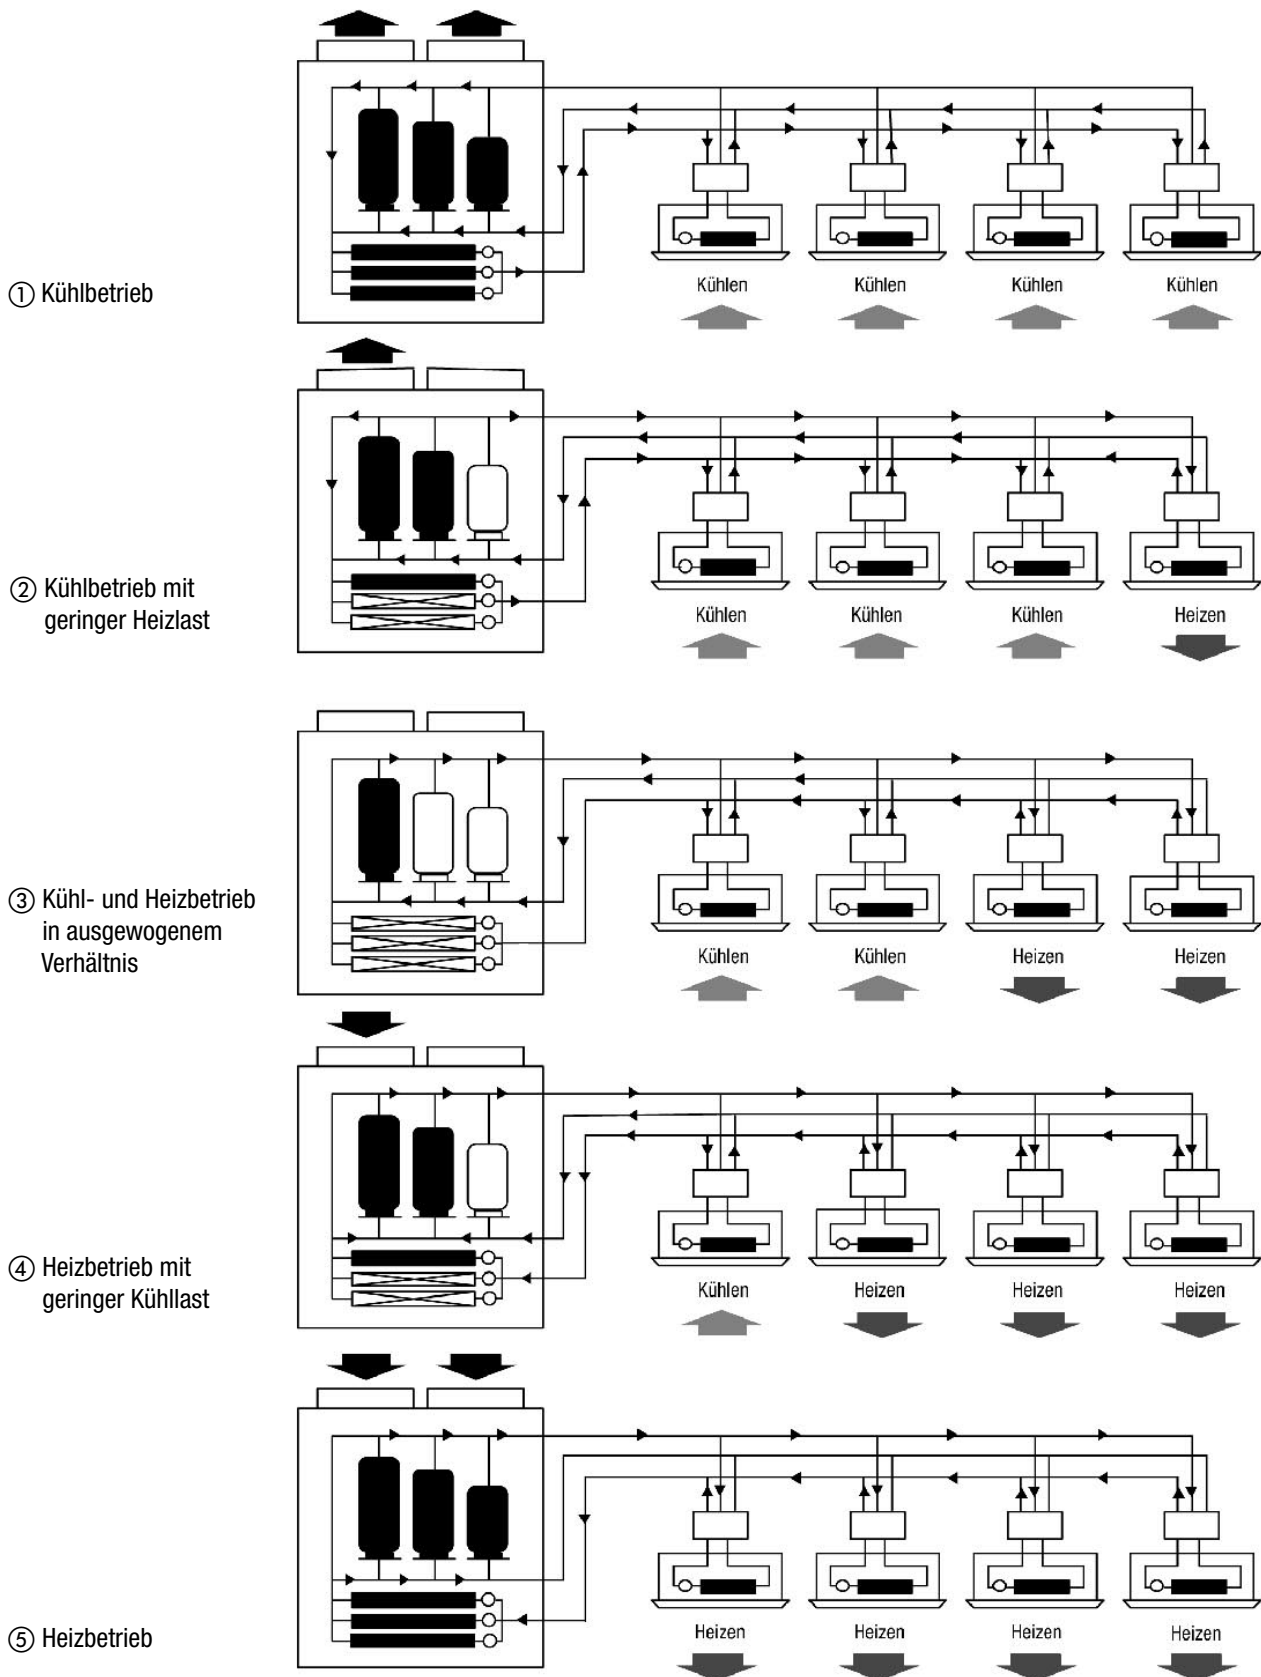 Kühlen Kühlen Kühlen Kühlen
① Kühlbetrieb
② Kühlbetrieb mit
geringer Heizlast
Kühlen Kühlen Kühlen Heizen
③ Kühl- und Heizbetrieb
in ausgewogenem
Verhältnis
Kühlen Kühlen Heizen Heizen
④ Heizbetrieb mit
geringer Kühllast
Kühlen Heizen Heizen Heizen
⑤ Heizbetrieb
Heizen Heizen Heizen Heizen